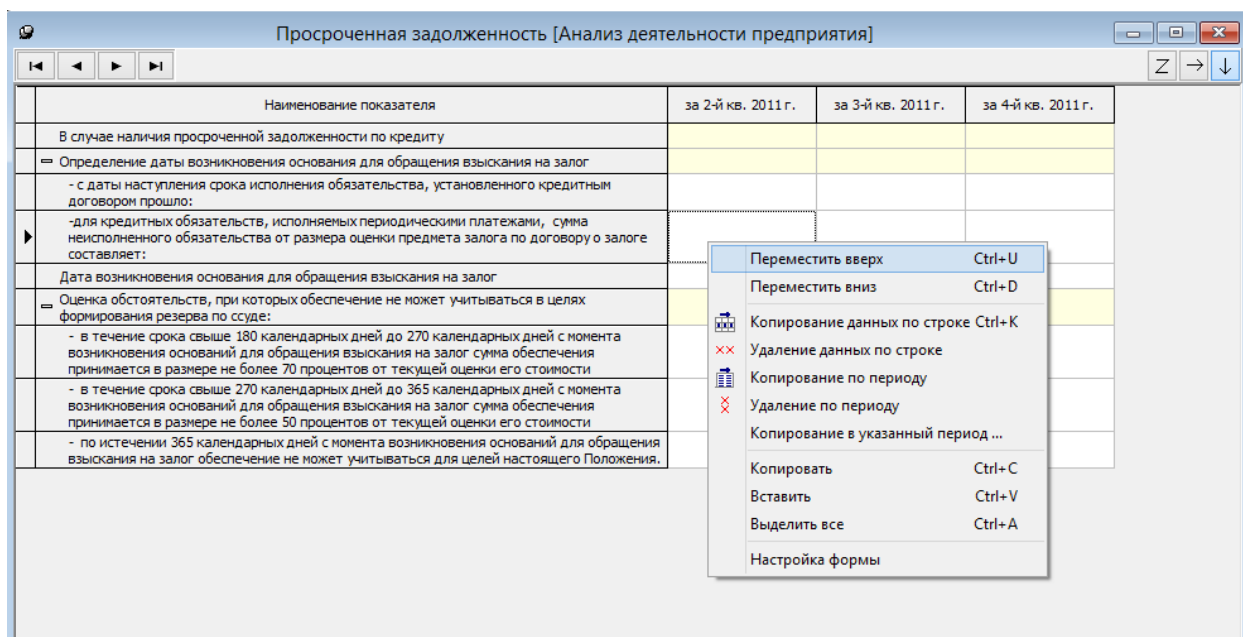 Просроченная задолженность [Анализ деятельности предприятия]
Z
Наименование показателя
за 2-й кв. 2011 г.
за 3-й кв. 2011 г.
за 4-й кв. 2011 г.
В случае наличия просроченной задолженности по кредиту
Определение даты возникновения основания для обращения взыскания на залог
- с даты наступления срока исполнения обязательства, установленного кредитным
договором прошло:
-для кредитных обязательств, исполняемых периодическими платежами, сумма
неисполненного обязательства от размера оценки предмета залога по договору о залоге
составляет:
Дата возникновения основания для обращения взыскания на залог
Оценка обстоятельств, при которых обеспечение не может учитываться в целях
формирования резерва по ссуде:
- в течение срока свыше 180 календарных дней до 270 календарных дней с момента
возникновения оснований для обращения взыскания на залог сумма обеспечения
принимается в размере не более 70 процентов от текущей оценки его стоимости
- в течение срока свыше 270 календарных дней до 365 календарных дней с момента
возникновения оснований для обращения взыскания на залог сумма обеспечения
принимается в размере не более 50 процентов от текущей оценки его стоимости
- по истечении 365 календарных дней с момента возникновения оснований для обращения
взыскания на залог обеспечение не может учитываться для целей настоящего Положения.
Переместить вверх Ctrl+U
Переместить вниз Ctrl+D
Копирование данных по строке Ctrl+K
Удаление данных по строке
Копирование по периоду
Удаление по периоду
Копирование в указанный период ...
Копировать Ctrl+C
Вставить Ctrl+V
Выделить все Ctrl+A
Настройка формы